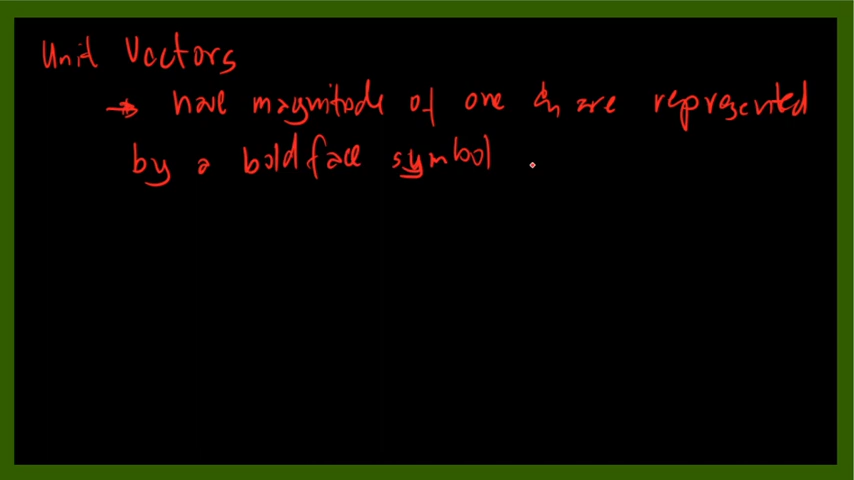 Unit Vectors
→ have magnitude of one & are represented
by a boldface symbol